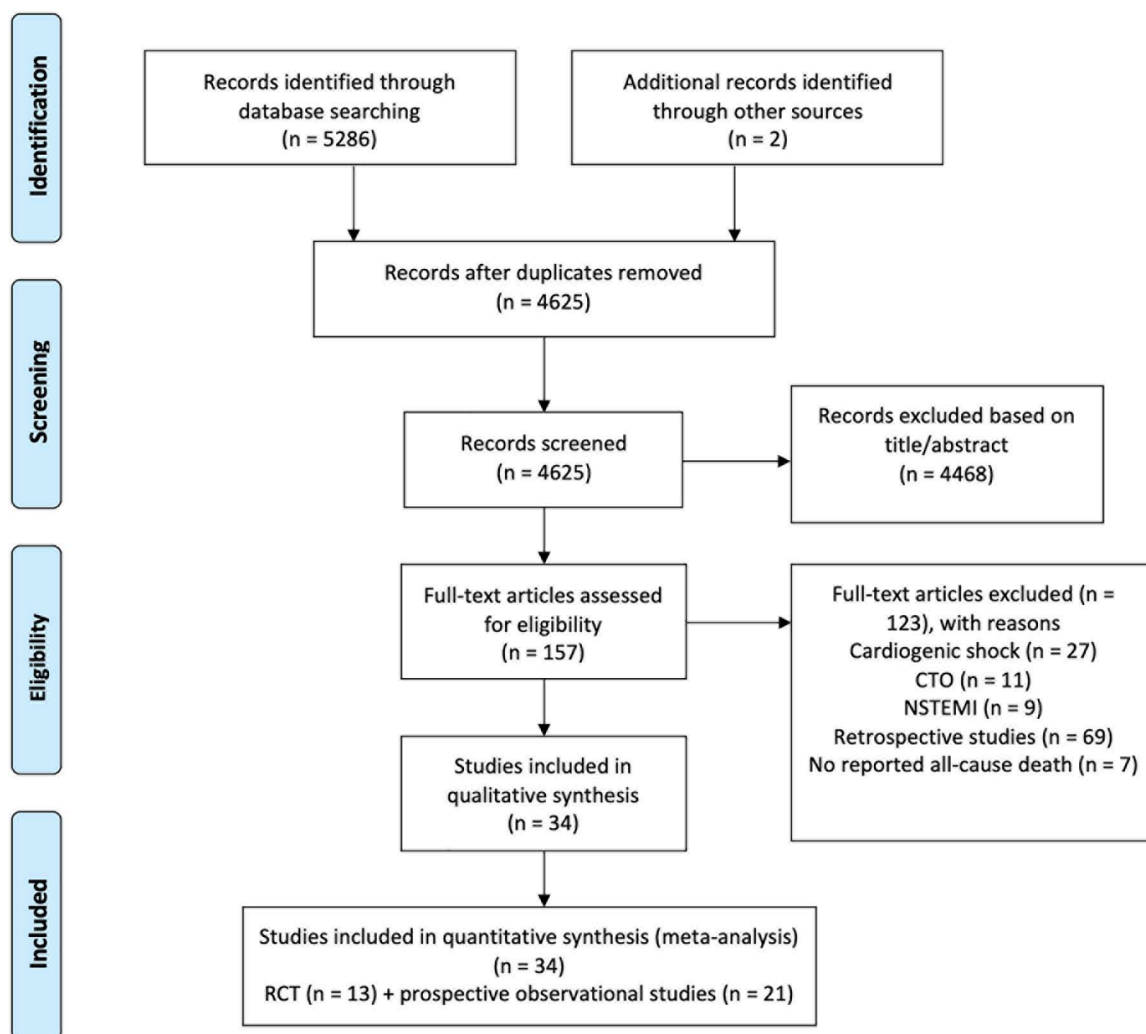 Identification
Records identified through
database searching
(n = 5286)
Additional records identified
through other sources
(n = 2)
Records after duplicates removed
(n = 4625)
Screening
Records screened
(n = 4625)
Records excluded based on
title/abstract
(n = 4468)
Eligibility
Full-text articles assessed
for eligibility
(n = 157)
Full-text articles excluded (n =
123), with reasons
Cardiogenic shock (n = 27)
CTO (n = 11)
NSTEMI (n = 9)
Retrospective studies (n = 69)
No reported all-cause death (n = 7)
Studies included in
qualitative synthesis
(n = 34)
Included
Studies included in quantitative synthesis (meta-analysis)
(n = 34)
RCT (n = 13) + prospective observational studies (n = 21)